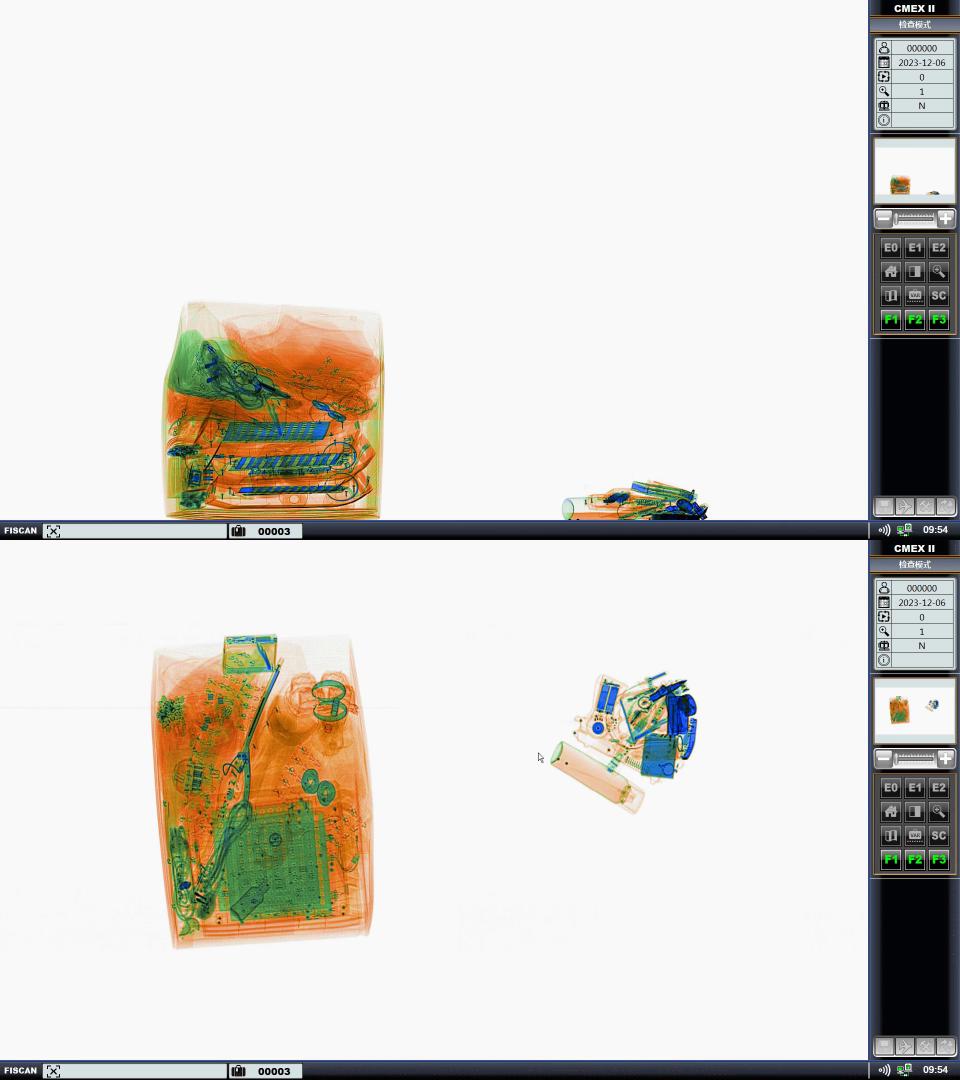 CMEX II
检查模式
000000
2023-12-06
0
1
N
E0 E1 E2
VAR SC
F1 F2 F3
FISCAN 00003 09:54
CMEX II
检查模式
000000
2023-12-06
0
1
N
E0 E1 E2
VAR SC
F1 F2 F3
FISCAN 00003 09:54